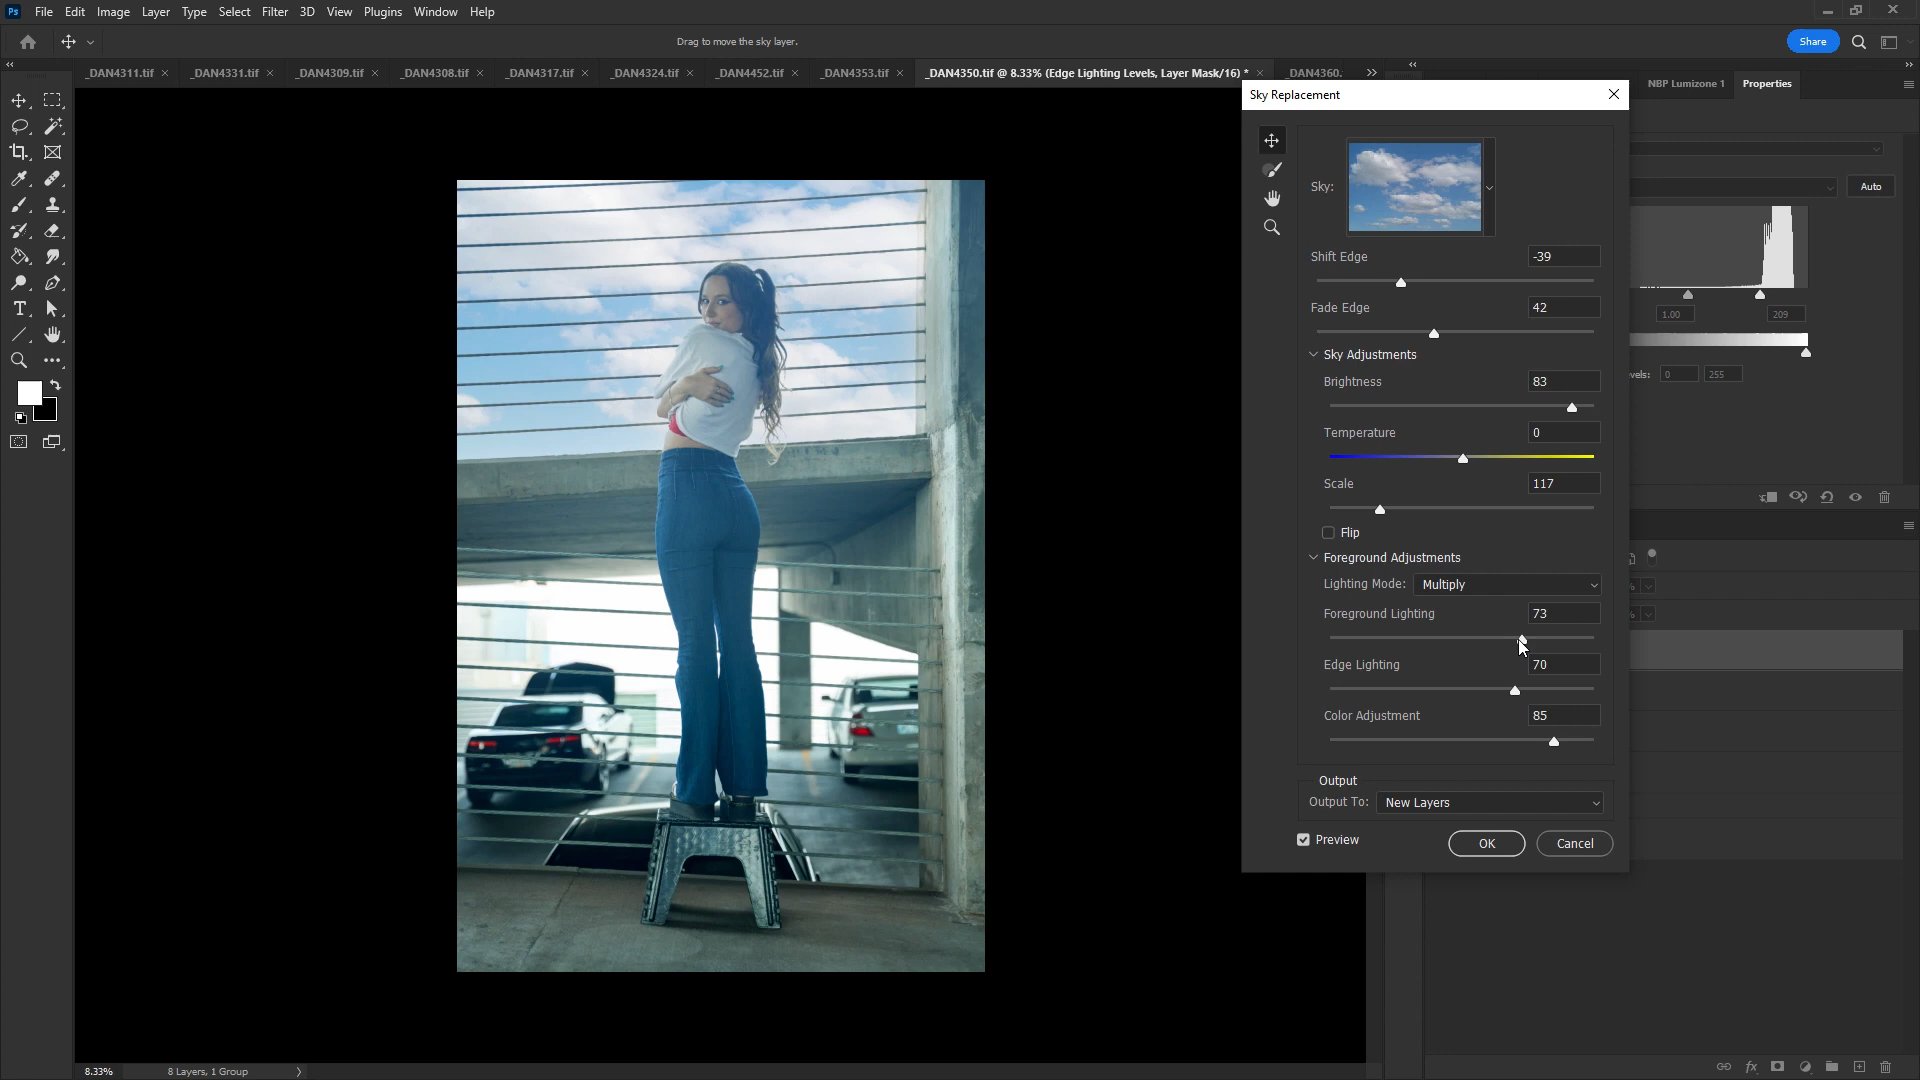 Ps File Edit Image Layer Type Select Filter 3D View Plugins Window Help
Drag to move the sky layer.
Share
_DAN4311.tif × _DAN4331.tif × _DAN4309.tif × _DAN4308.tif × _DAN4317.tif × _DAN4324.tif × _DAN4452.tif × _DAN4353.tif × _DAN4350.tif @ 8.33% (Edge Lighting Levels, Layer Mask/16) * × _DAN4360.
NBP Lumizone 1 Properties
Sky Replacement
Sky:
Auto
Shift Edge -39
Fade Edge 42
1.00 209
Sky Adjustments
Brightness 83
vels: 0 255
Temperature 0
Scale 117
Flip
Foreground Adjustments
Lighting Mode: Multiply
%
Foreground Lighting 73
%
Edge Lighting 70
Color Adjustment 85
Output
Output To: New Layers
Preview OK Cancel
8.33% 8 Layers, 1 Group
fx